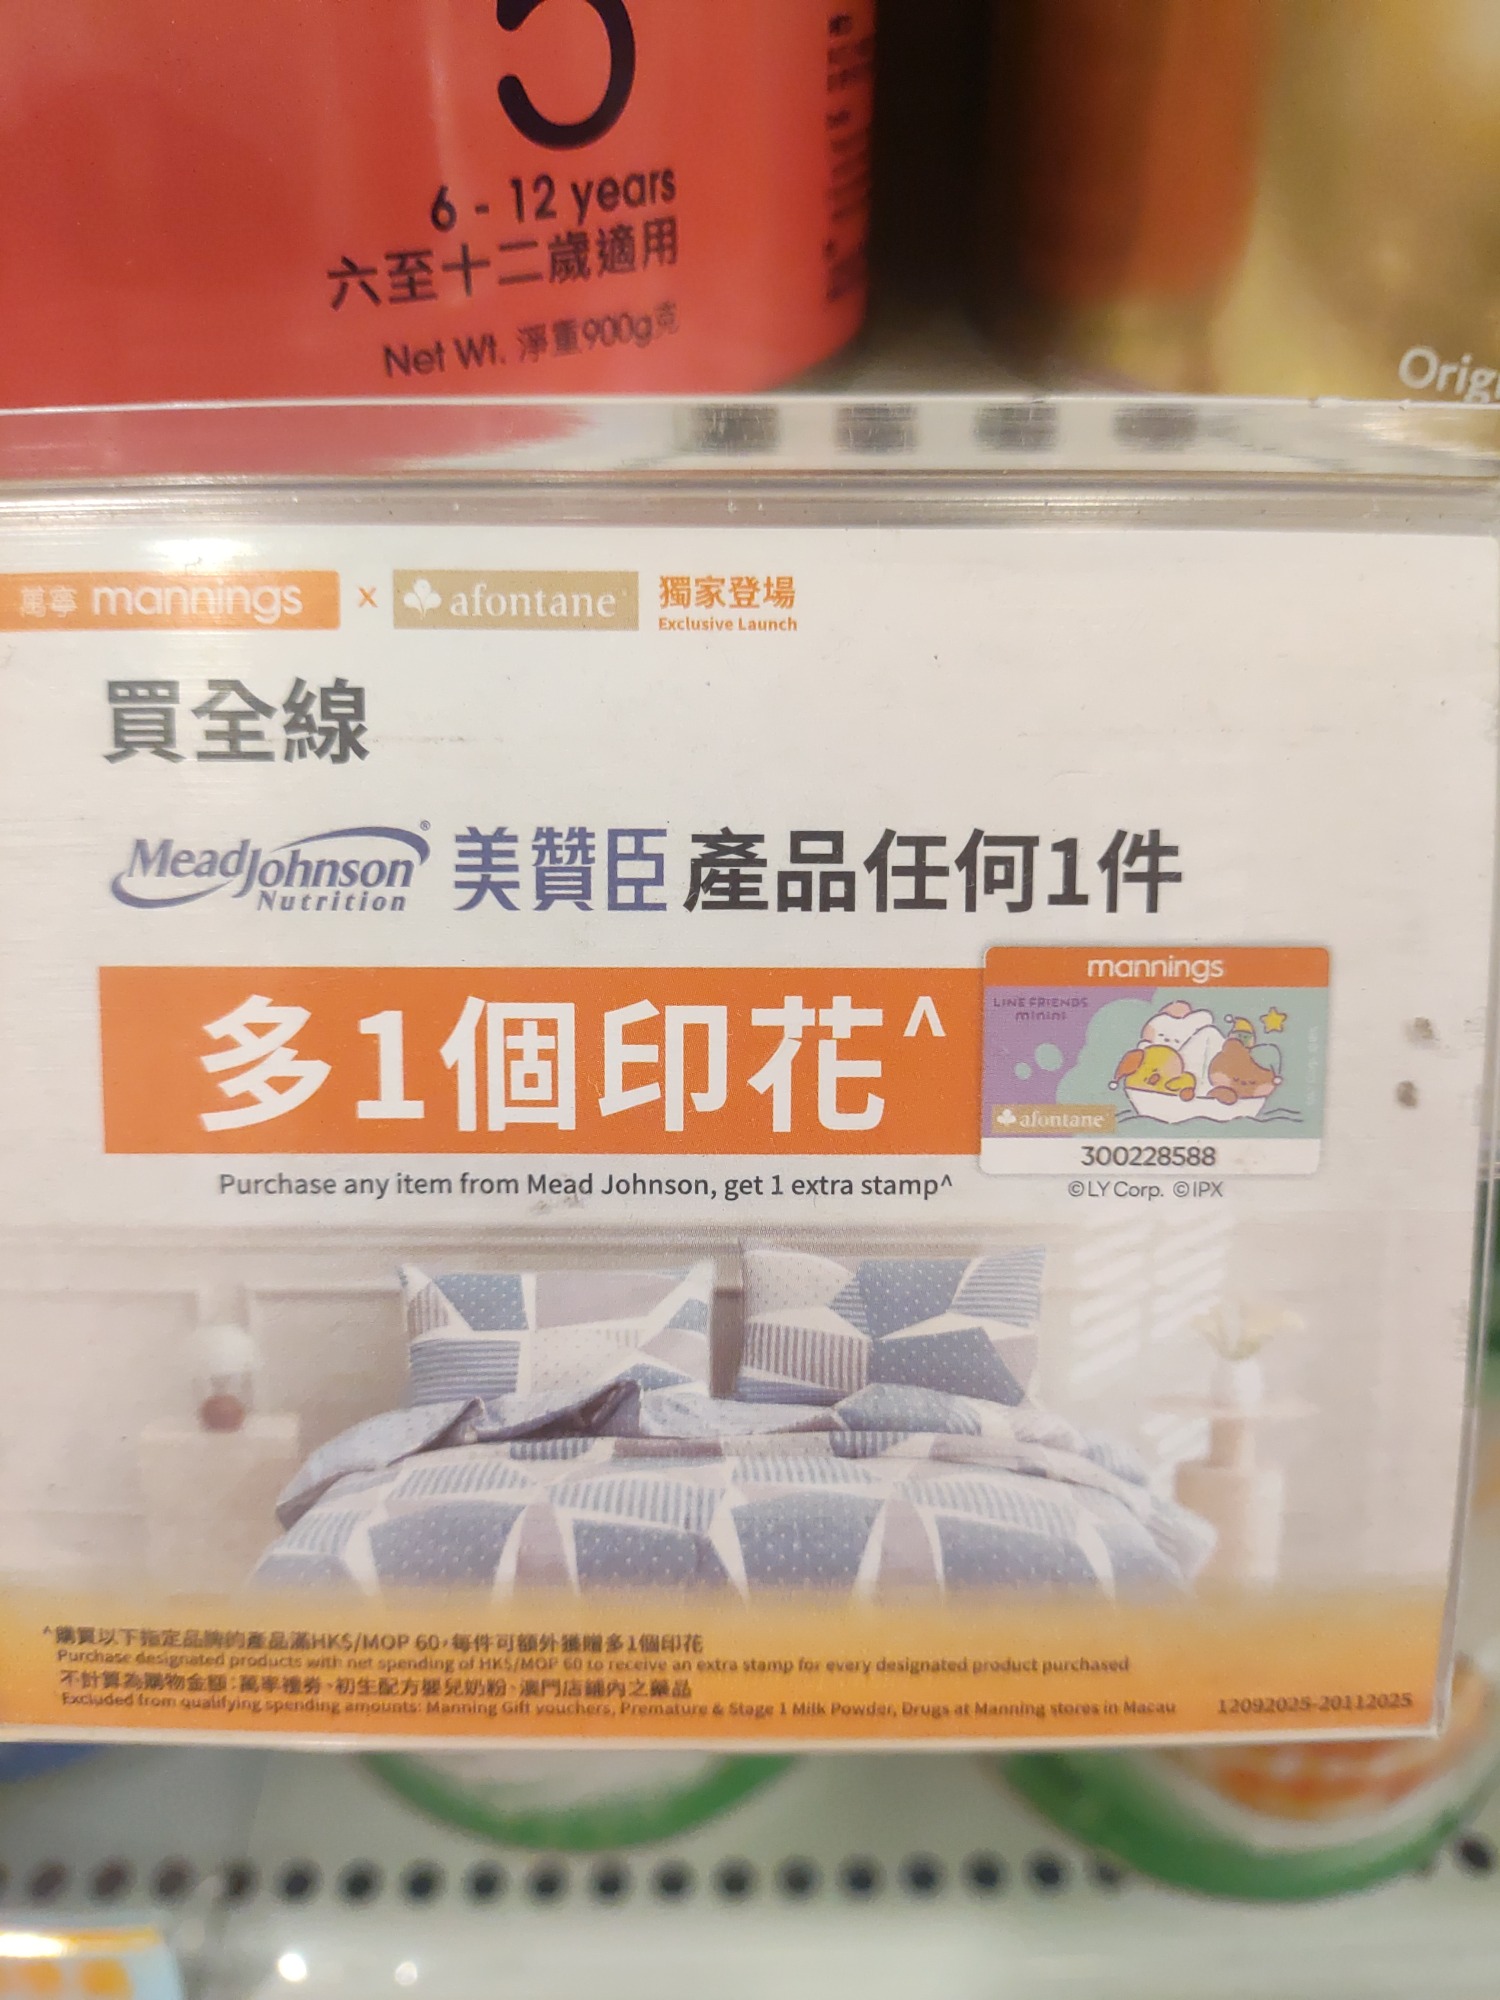 5
6 - 12 years
六至十二歲適用
Net Wt. 淨重900g克
Orig
萬寧 mannings x afontane 獨家登場
Exclusive Launch
買全線
MeadJohnson® 美贊臣 產品任何1件
Nutrition
多1個印花^
mannings
LINE FRIENDS
minini
afontane
300228588
Purchase any item from Mead Johnson, get 1 extra stamp^
©LY Corp. ©IPX
^購買以下指定品牌的產品滿HK$/MOP 60，每件可額外獲贈多1個印花
Purchase designated products with net spending of HK$/MOP 60 to receive an extra stamp for every designated product purchased
不計算為購物金額：萬寧禮券、初生配方嬰兒奶粉、澳門店鋪內之藥品
Excluded from qualifying spending amounts: Manning Gift vouchers, Premature & Stage 1 Milk Powder, Drugs at Manning stores in Macau
12092025-20112025